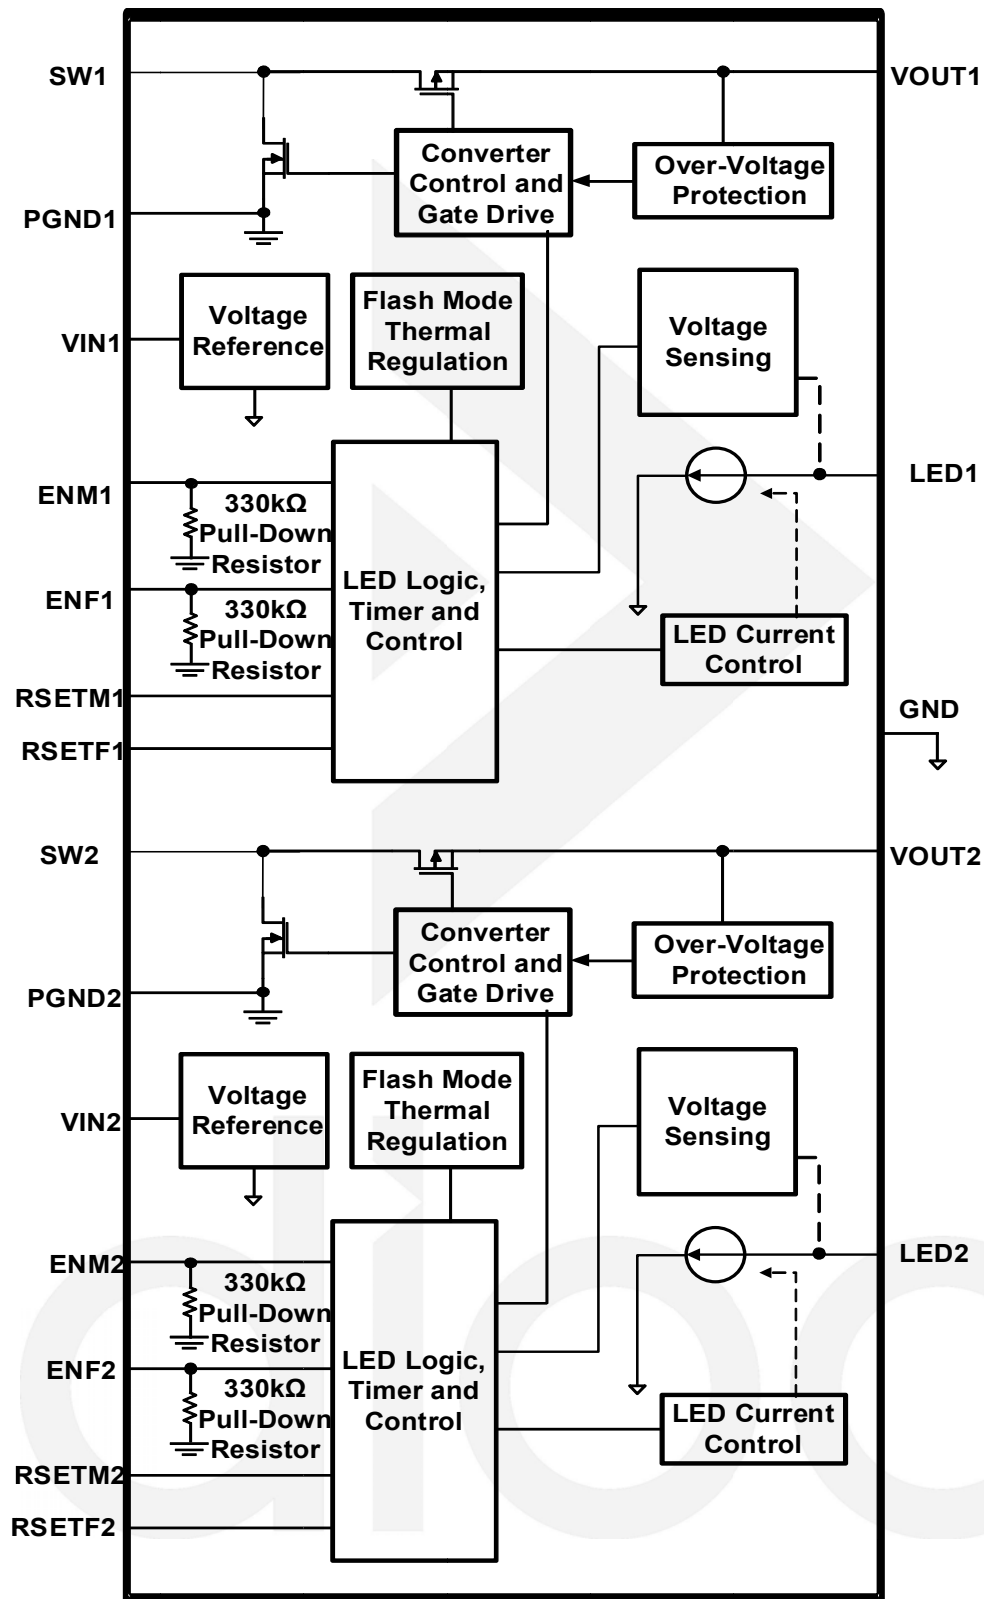 SW1
VOUT1
Converter
Control and
Gate Drive
Over-Voltage
Protection
PGND1
VIN1
Voltage
Reference
Flash Mode
Thermal
Regulation
Voltage
Sensing
ENM1
330kΩ
Pull-Down
Resistor
LED1
ENF1
330kΩ
Pull-Down
Resistor
LED Logic,
Timer and
Control
LED Current
Control
RSETM1
RSETF1
GND
SW2
VOUT2
Converter
Control and
Gate Drive
Over-Voltage
Protection
PGND2
VIN2
Voltage
Reference
Flash Mode
Thermal
Regulation
Voltage
Sensing
ENM2
330kΩ
Pull-Down
Resistor
LED2
ENF2
330kΩ
Pull-Down
Resistor
LED Logic,
Timer and
Control
LED Current
Control
RSETM2
RSETF2